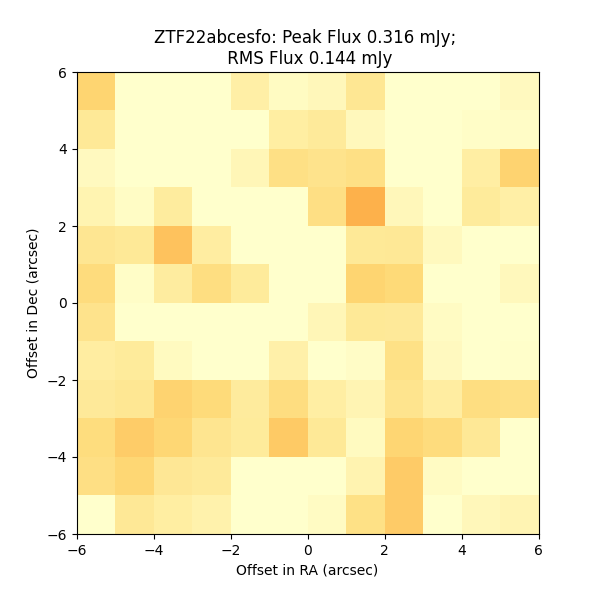 ZTF22abcesfo: Peak Flux 0.316 mJy;
RMS Flux 0.144 mJy
6
4
2
0
−2
−4
−6
Offset in Dec (arcsec)
−6 −4 −2 0 2 4 6
Offset in RA (arcsec)